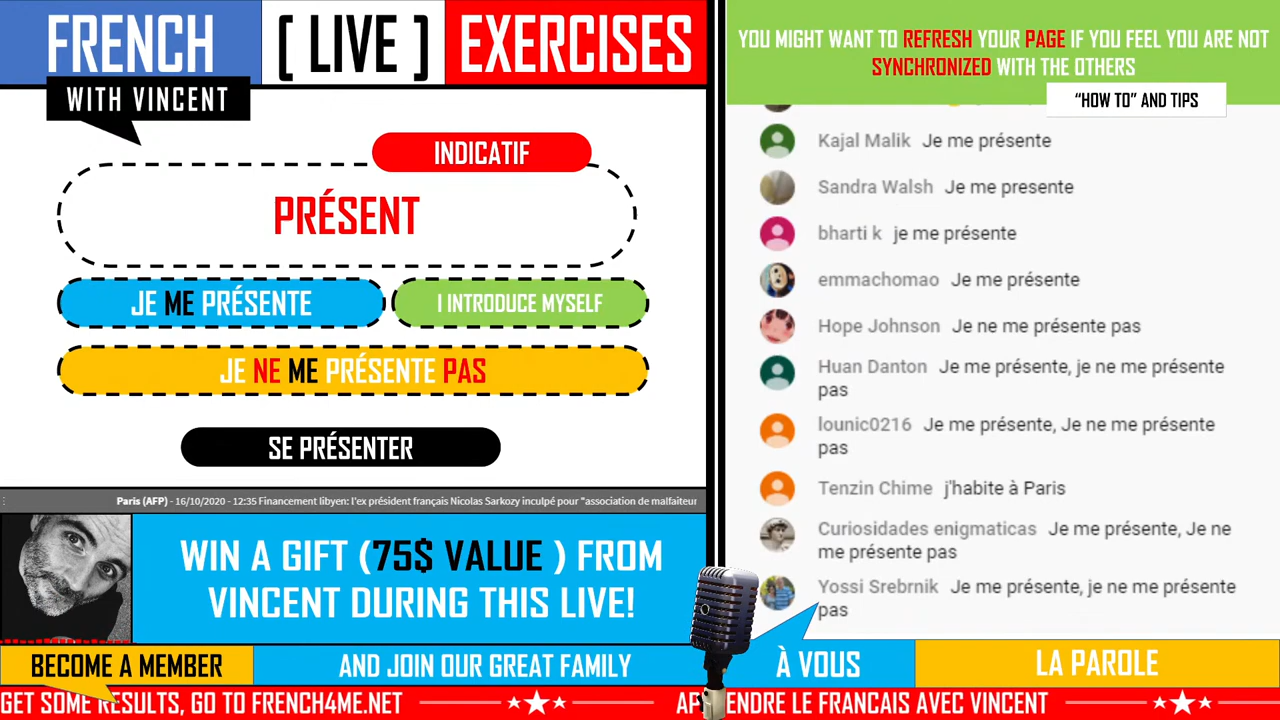 FRENCH
[ LIVE ]
EXERCISES
WITH VINCENT
INDICATIF
PRÉSENT
JE ME PRÉSENTE
I INTRODUCE MYSELF
JE NE ME PRÉSENTE PAS
SE PRÉSENTER
Paris (AFP) - 16/10/2020 - 12:35 Financement libyen: l'ex président français Nicolas Sarkozy inculpé pour "association de malfaiteur
WIN A GIFT (75$ VALUE ) FROM
VINCENT DURING THIS LIVE!
BECOME A MEMBER
AND JOIN OUR GREAT FAMILY
YOU MIGHT WANT TO REFRESH YOUR PAGE IF YOU FEEL YOU ARE NOT
SYNCHRONIZED WITH THE OTHERS
“HOW TO” AND TIPS
Kajal Malik Je me présente
Sandra Walsh Je me presente
bharti k je me présente
emmachomao Je me présente
Hope Johnson Je ne me présente pas
Huan Danton Je me présente, je ne me présente
pas
lounic0216 Je me présente, Je ne me présente
pas
Tenzin Chime j'habite à Paris
Curiosidades enigmaticas Je me présente, Je ne
me présente pas
Yossi Srebrnik Je me présente, je ne me présente
pas
À VOUS
LA PAROLE
GET SOME RESULTS, GO TO FRENCH4ME.NET
LE FRANCAIS AVEC VINCENT